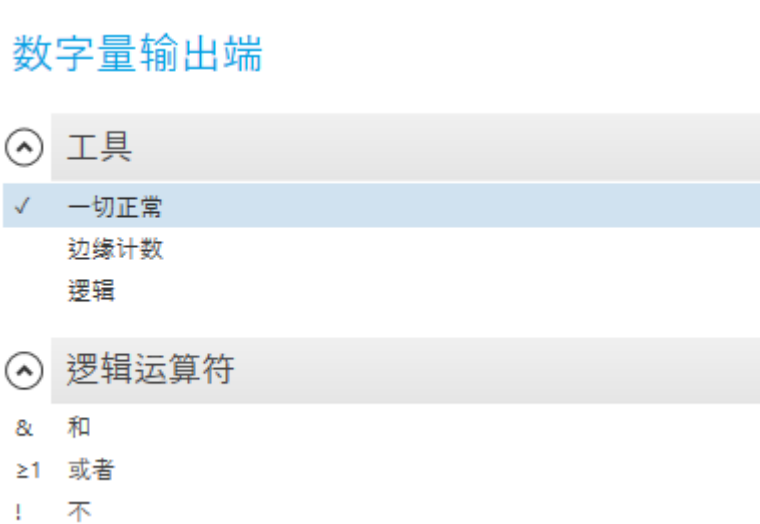 数字量输出端
工具
✓ 一切正常
边缘计数
逻辑
逻辑运算符
& 和
≥1 或者
! 不